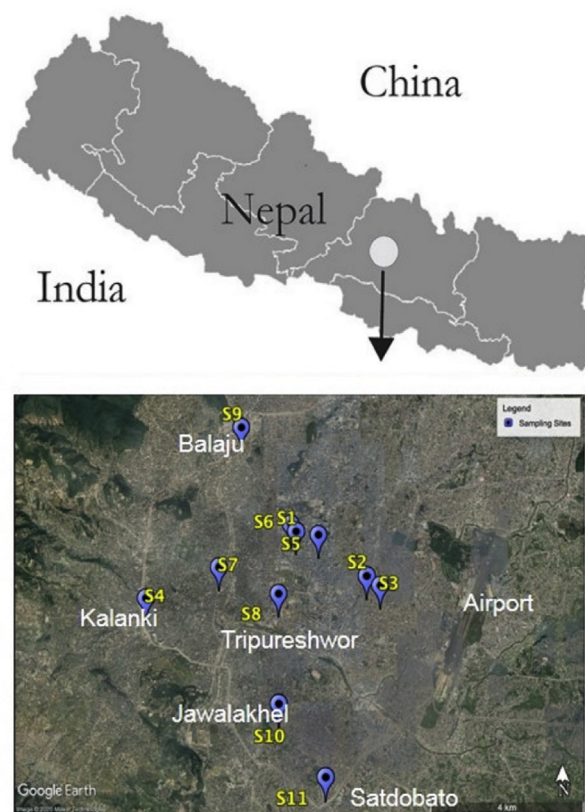 China
Nepal
India
Legend
Sampling Sites
S9
Balaju
S6
S1
S5
S7
S2
S3
S4
S8
Kalanki
Airport
Tripureshwor
Jawalakhel
S10
S11
Satdobato
Google Earth
N
4 km